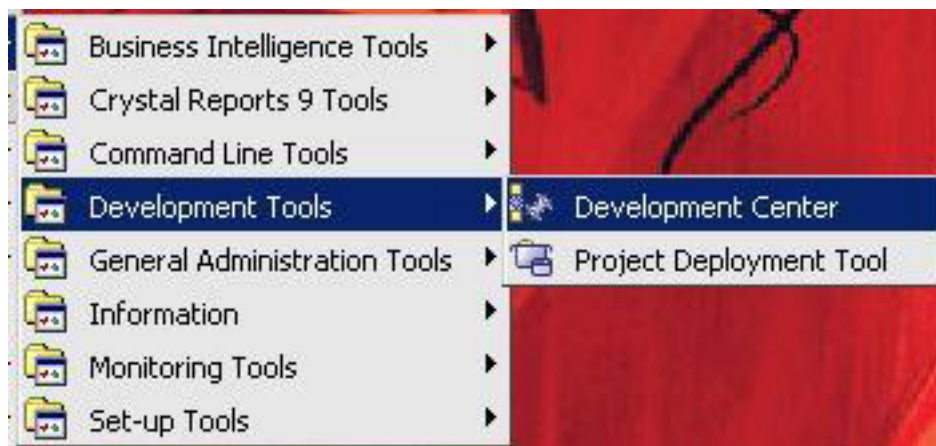 Business Intelligence Tools
Crystal Reports 9 Tools
Command Line Tools
Development Tools
Development Center
General Administration Tools
Project Deployment Tool
Information
Monitoring Tools
Set-up Tools